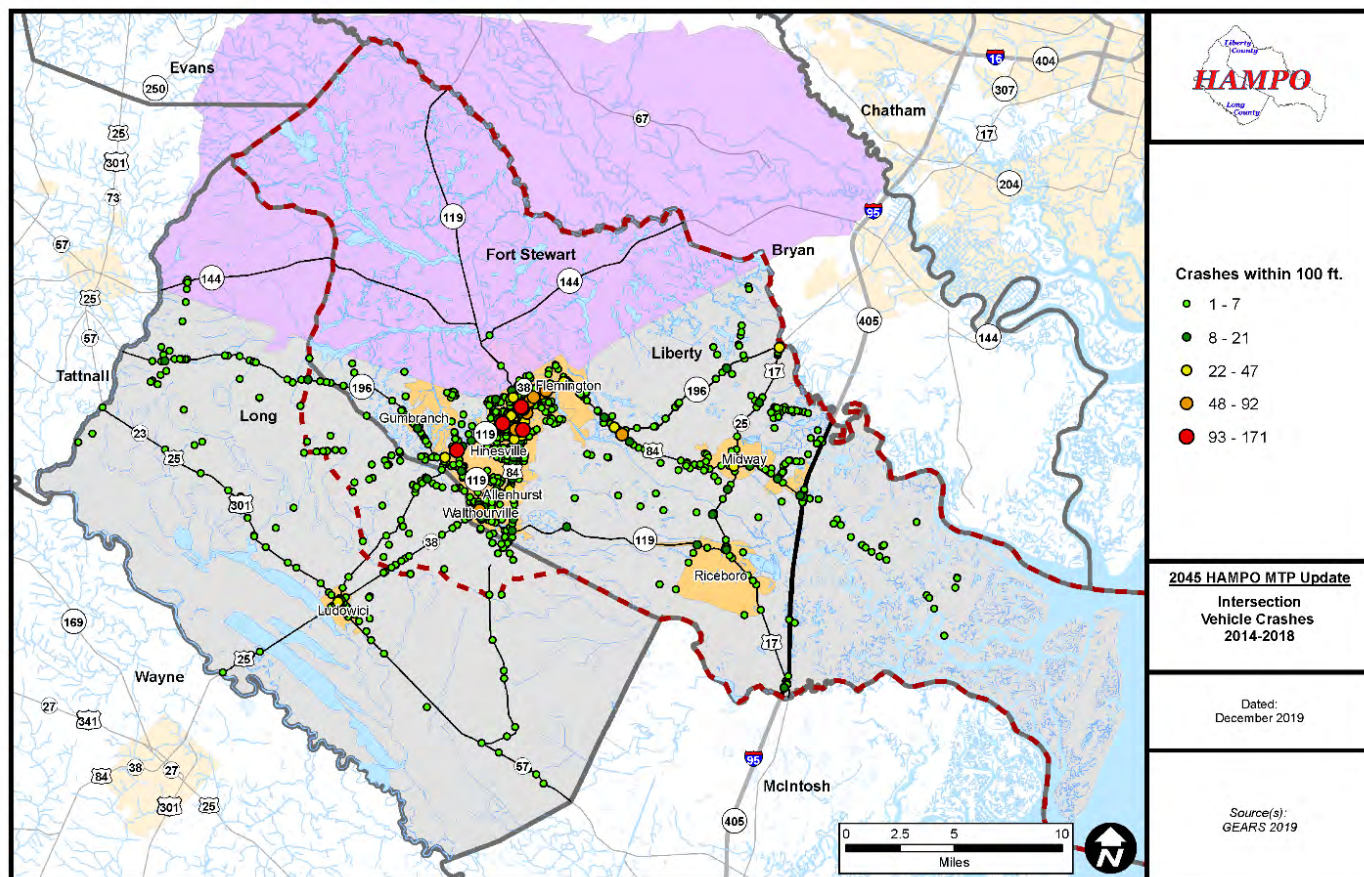 Evans
250
25
301
73
57
25
57
144
Tattnall
23
25
301
Long
196
Gumbranch
119
Hinesville
119
Allenhurst
Walthourville
84
38
Ludowici
25
169
Wayne
27
341
84
38
27
301
25
119
Fort Stewart
144
67
Bryan
Liberty
38
Flemington
196
17
25
84
Midway
119
Riceboro
17
57
16
404
307
Chatham
17
204
95
405
144
95
McIntosh
405
0 2.5 5 10
Miles
N
Liberty
County
HAMPO
Long
County
Crashes within 100 ft.
1 - 7
8 - 21
22 - 47
48 - 92
93 - 171
2045 HAMPO MTP Update
Intersection
Vehicle Crashes
2014-2018
Dated:
December 2019
Source(s):
GEARS 2019